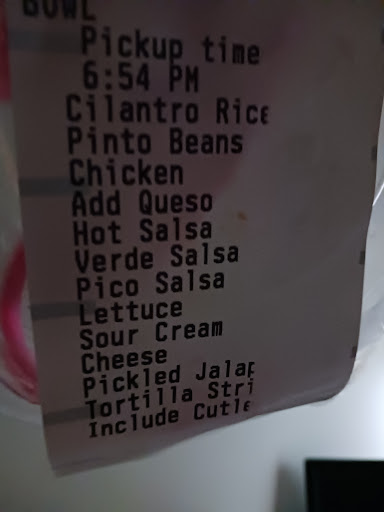 BOWL
Pickup time
6:54 PM
Cilantro Rice
Pinto Beans
Chicken
Add Queso
Hot Salsa
Verde Salsa
Pico Salsa
Lettuce
Sour Cream
Cheese
Pickled Jalap
Tortilla Stri
Include Cutle